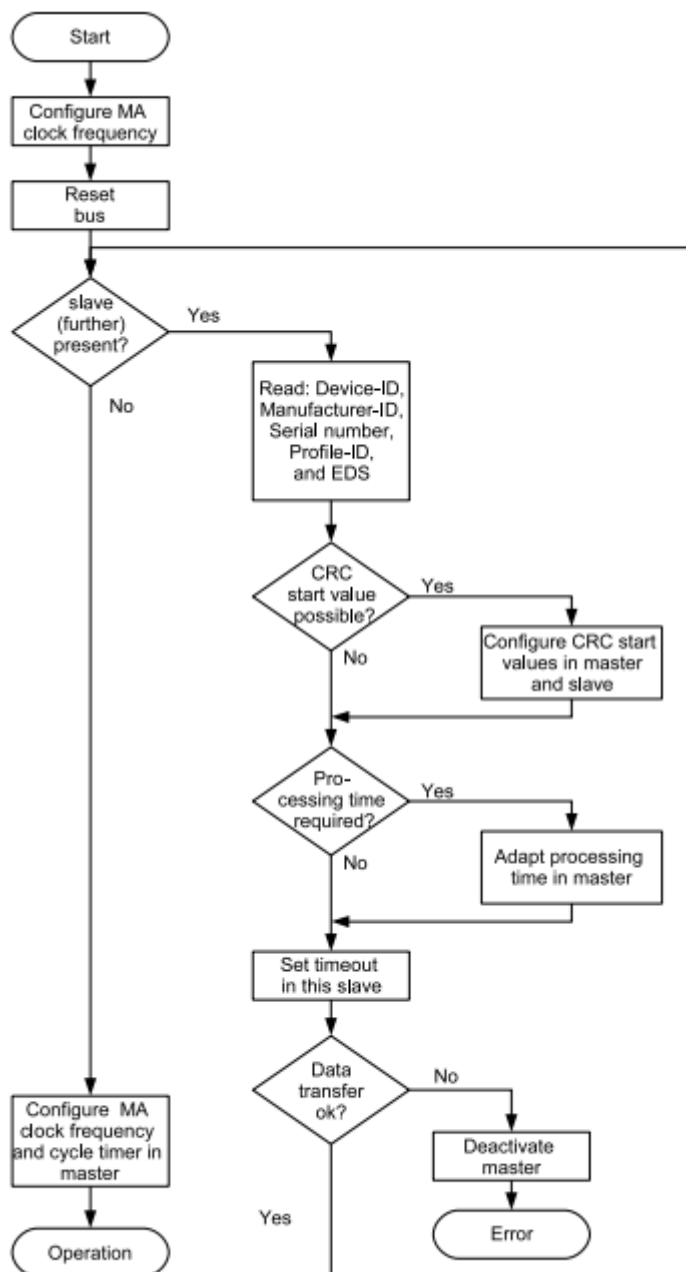 Start
Configure MA
clock frequency
Reset
bus
slave
(further)
present?
Yes
No
Read: Device-ID,
Manufacturer-ID,
Serial number,
Profile-ID,
and EDS
CRC
start value
possible?
Yes
No
Configure CRC start
values in master
and slave
Pro-
cessing time
required?
Yes
No
Adapt processing
time in master
Set timeout
in this slave
Data
transfer
ok?
No
Yes
Deactivate
master
Error
Configure MA
clock frequency
and cycle timer in
master
Operation